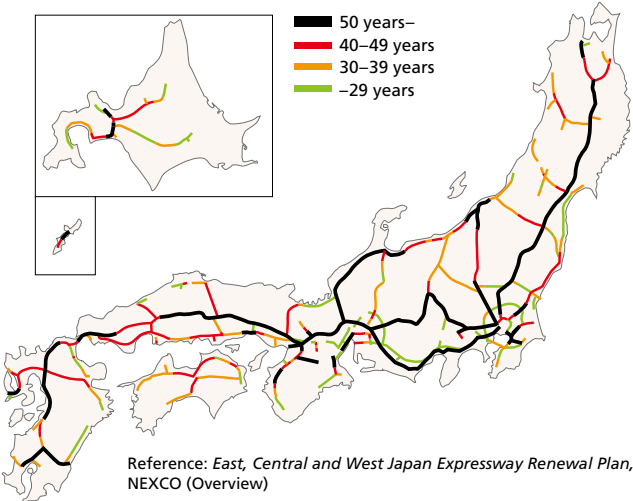 50 years–
40–49 years
30–39 years
–29 years
Reference: East, Central and West Japan Expressway Renewal Plan,
NEXCO (Overview)